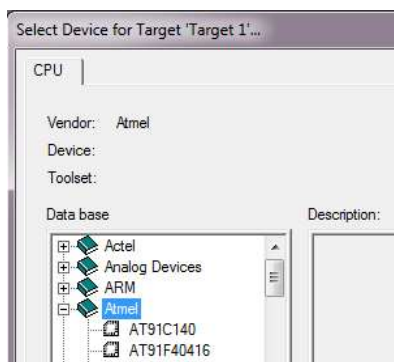 Select Device for Target 'Target 1'...
CPU
Vendor: Atmel
Device:
Toolset:
Data base Description:
Actel
Analog Devices
ARM
Atmel
AT91C140
AT91F40416